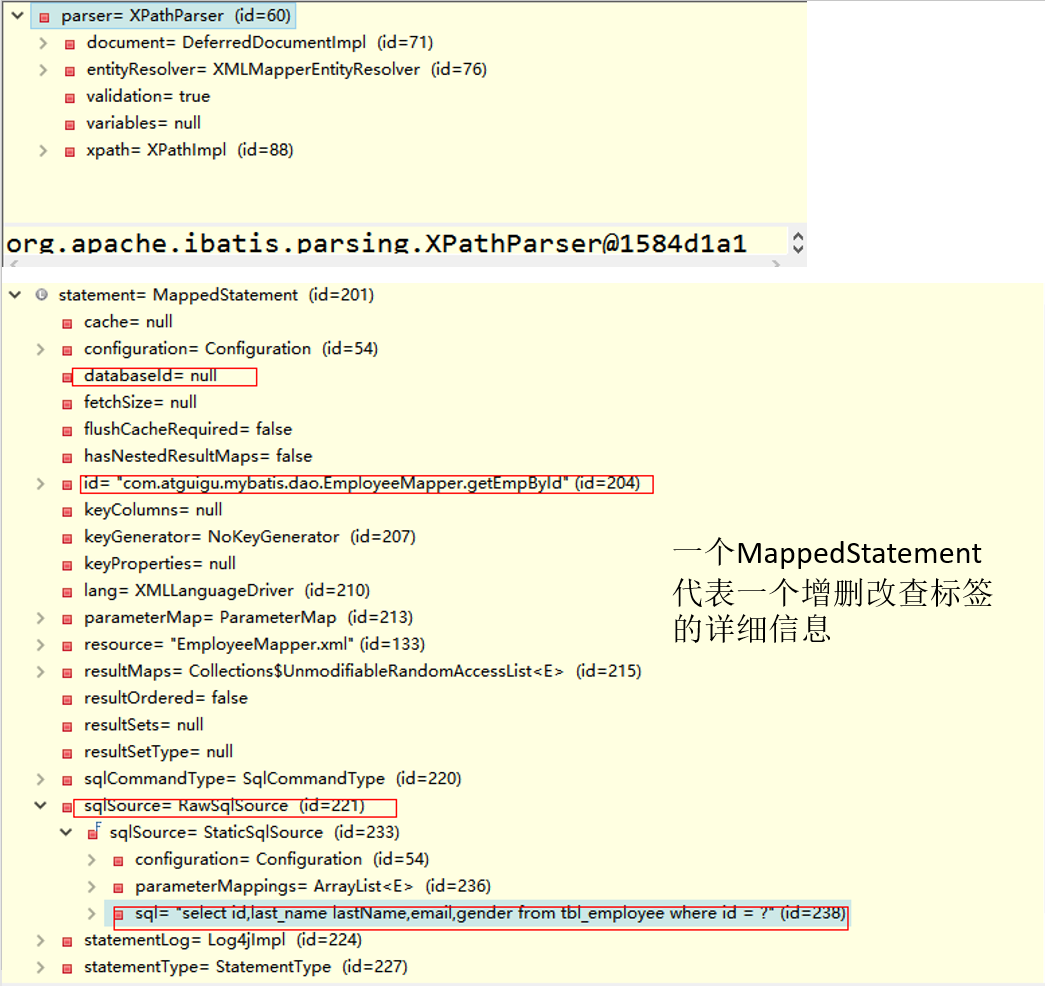 parser= XPathParser (id=60)
document= DeferredDocumentImpl (id=71)
entityResolver= XMLMapperEntityResolver (id=76)
validation= true
variables= null
xpath= XPathImpl (id=88)
org.apache.ibatis.parsing.XPathParser@1584d1a1
statement= MappedStatement (id=201)
cache= null
configuration= Configuration (id=54)
databaseId= null
fetchSize= null
flushCacheRequired= false
hasNestedResultMaps= false
id= "com.atguigu.mybatis.dao.EmployeeMapper.getEmpById" (id=204)
keyColumns= null
keyGenerator= NoKeyGenerator (id=207)
keyProperties= null
lang= XMLLanguageDriver (id=210)
parameterMap= ParameterMap (id=213)
resource= "EmployeeMapper.xml" (id=133)
resultMaps= Collections$UnmodifiableRandomAccessList<E> (id=215)
resultOrdered= false
resultSets= null
resultSetType= null
sqlCommandType= SqlCommandType (id=220)
sqlSource= RawSqlSource (id=221)
sqlSource= StaticSqlSource (id=233)
configuration= Configuration (id=54)
parameterMappings= ArrayList<E> (id=236)
sql= "select id,last_name lastName,email,gender from tbl_employee where id = ?" (id=238)
statementLog= Log4jImpl (id=224)
statementType= StatementType (id=227)
一个MappedStatement
代表一个增删改查标签
的详细信息